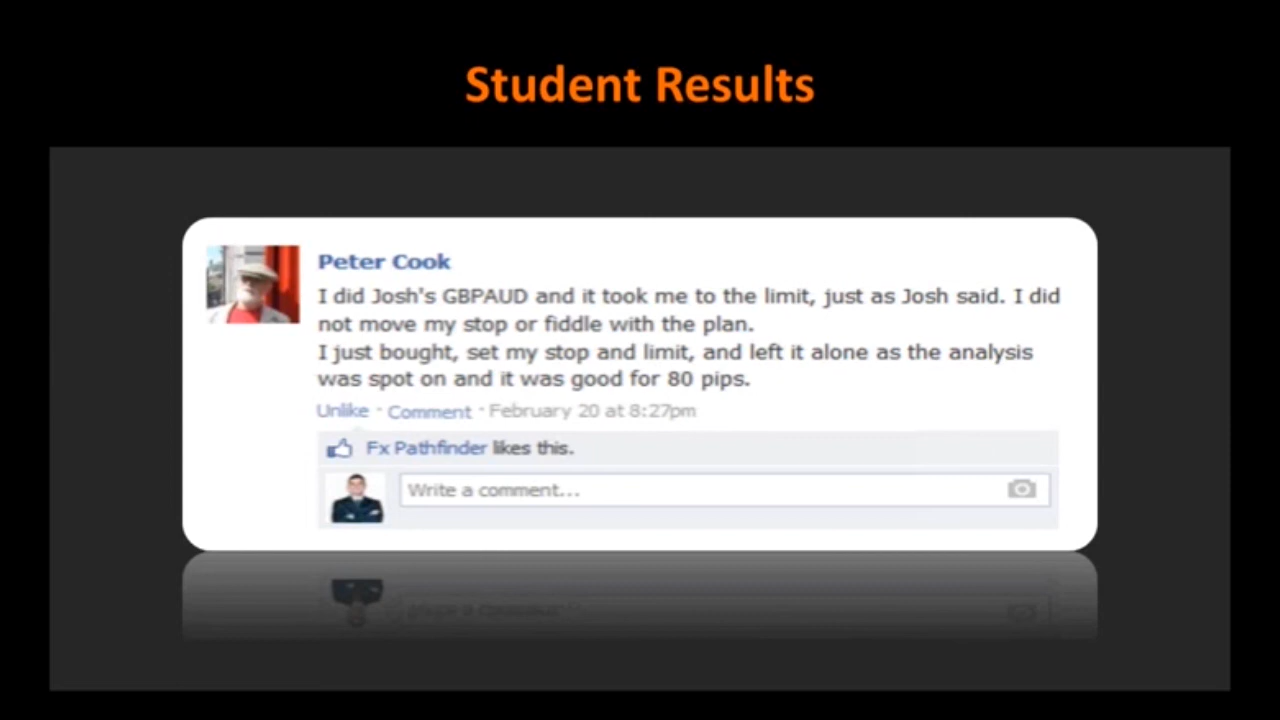 Student Results
Peter Cook
I did Josh's GBPAUD and it took me to the limit, just as Josh said. I did
not move my stop or fiddle with the plan.
I just bought, set my stop and limit, and left it alone as the analysis
was spot on and it was good for 80 pips.
Unlike · Comment · February 20 at 8:27pm
Fx Pathfinder likes this.
Write a comment...